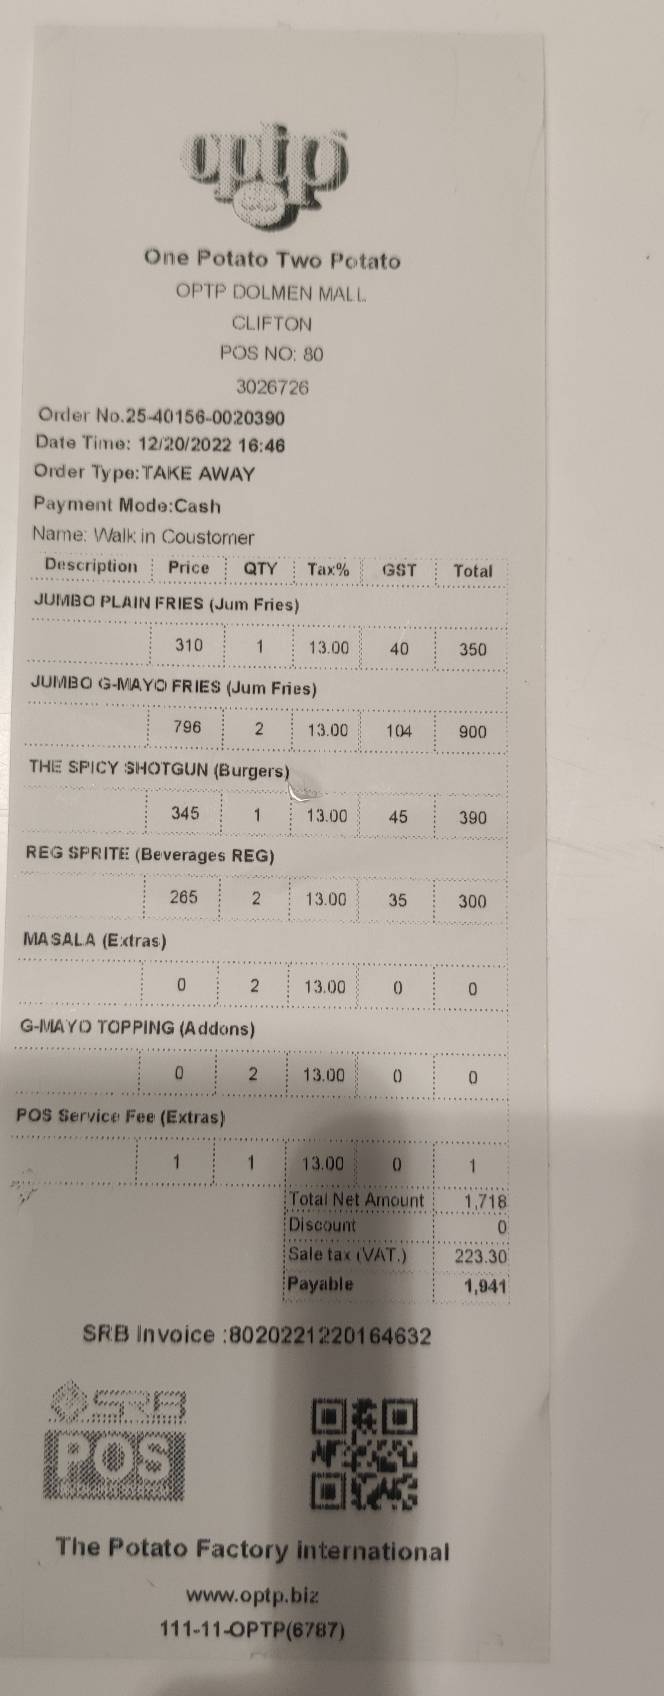 optp
One Potato Two Potato
OPTP DOLMEN MALL
CLIFTON
POS NO: 80
3026726
Order No.25-40156-0020390
Date Time: 12/20/2022 16:46
Order Type:TAKE AWAY
Payment Mode:Cash
Name: Walk in Coustomer
Description Price QTY Tax% GST Total
JUMBO PLAIN FRIES (Jum Fries)
310 1 13.00 40 350
JUMBO G-MAYO FRIES (Jum Fries)
796 2 13.00 104 900
THE SPICY SHOTGUN (Burgers)
345 1 13.00 45 390
REG SPRITE (Beverages REG)
265 2 13.00 35 300
MASALA (Extras)
0 2 13.00 0 0
G-MAYO TOPPING (Addons)
0 2 13.00 0 0
POS Service Fee (Extras)
1 1 13.00 0 1
Total Net Amount 1,718
Discount 0
Sale tax (VAT.) 223.30
Payable 1,941
SRB Invoice :8020221220164632
SRB
POS
The Potato Factory international
www.optp.biz
111-11-OPTP(6787)